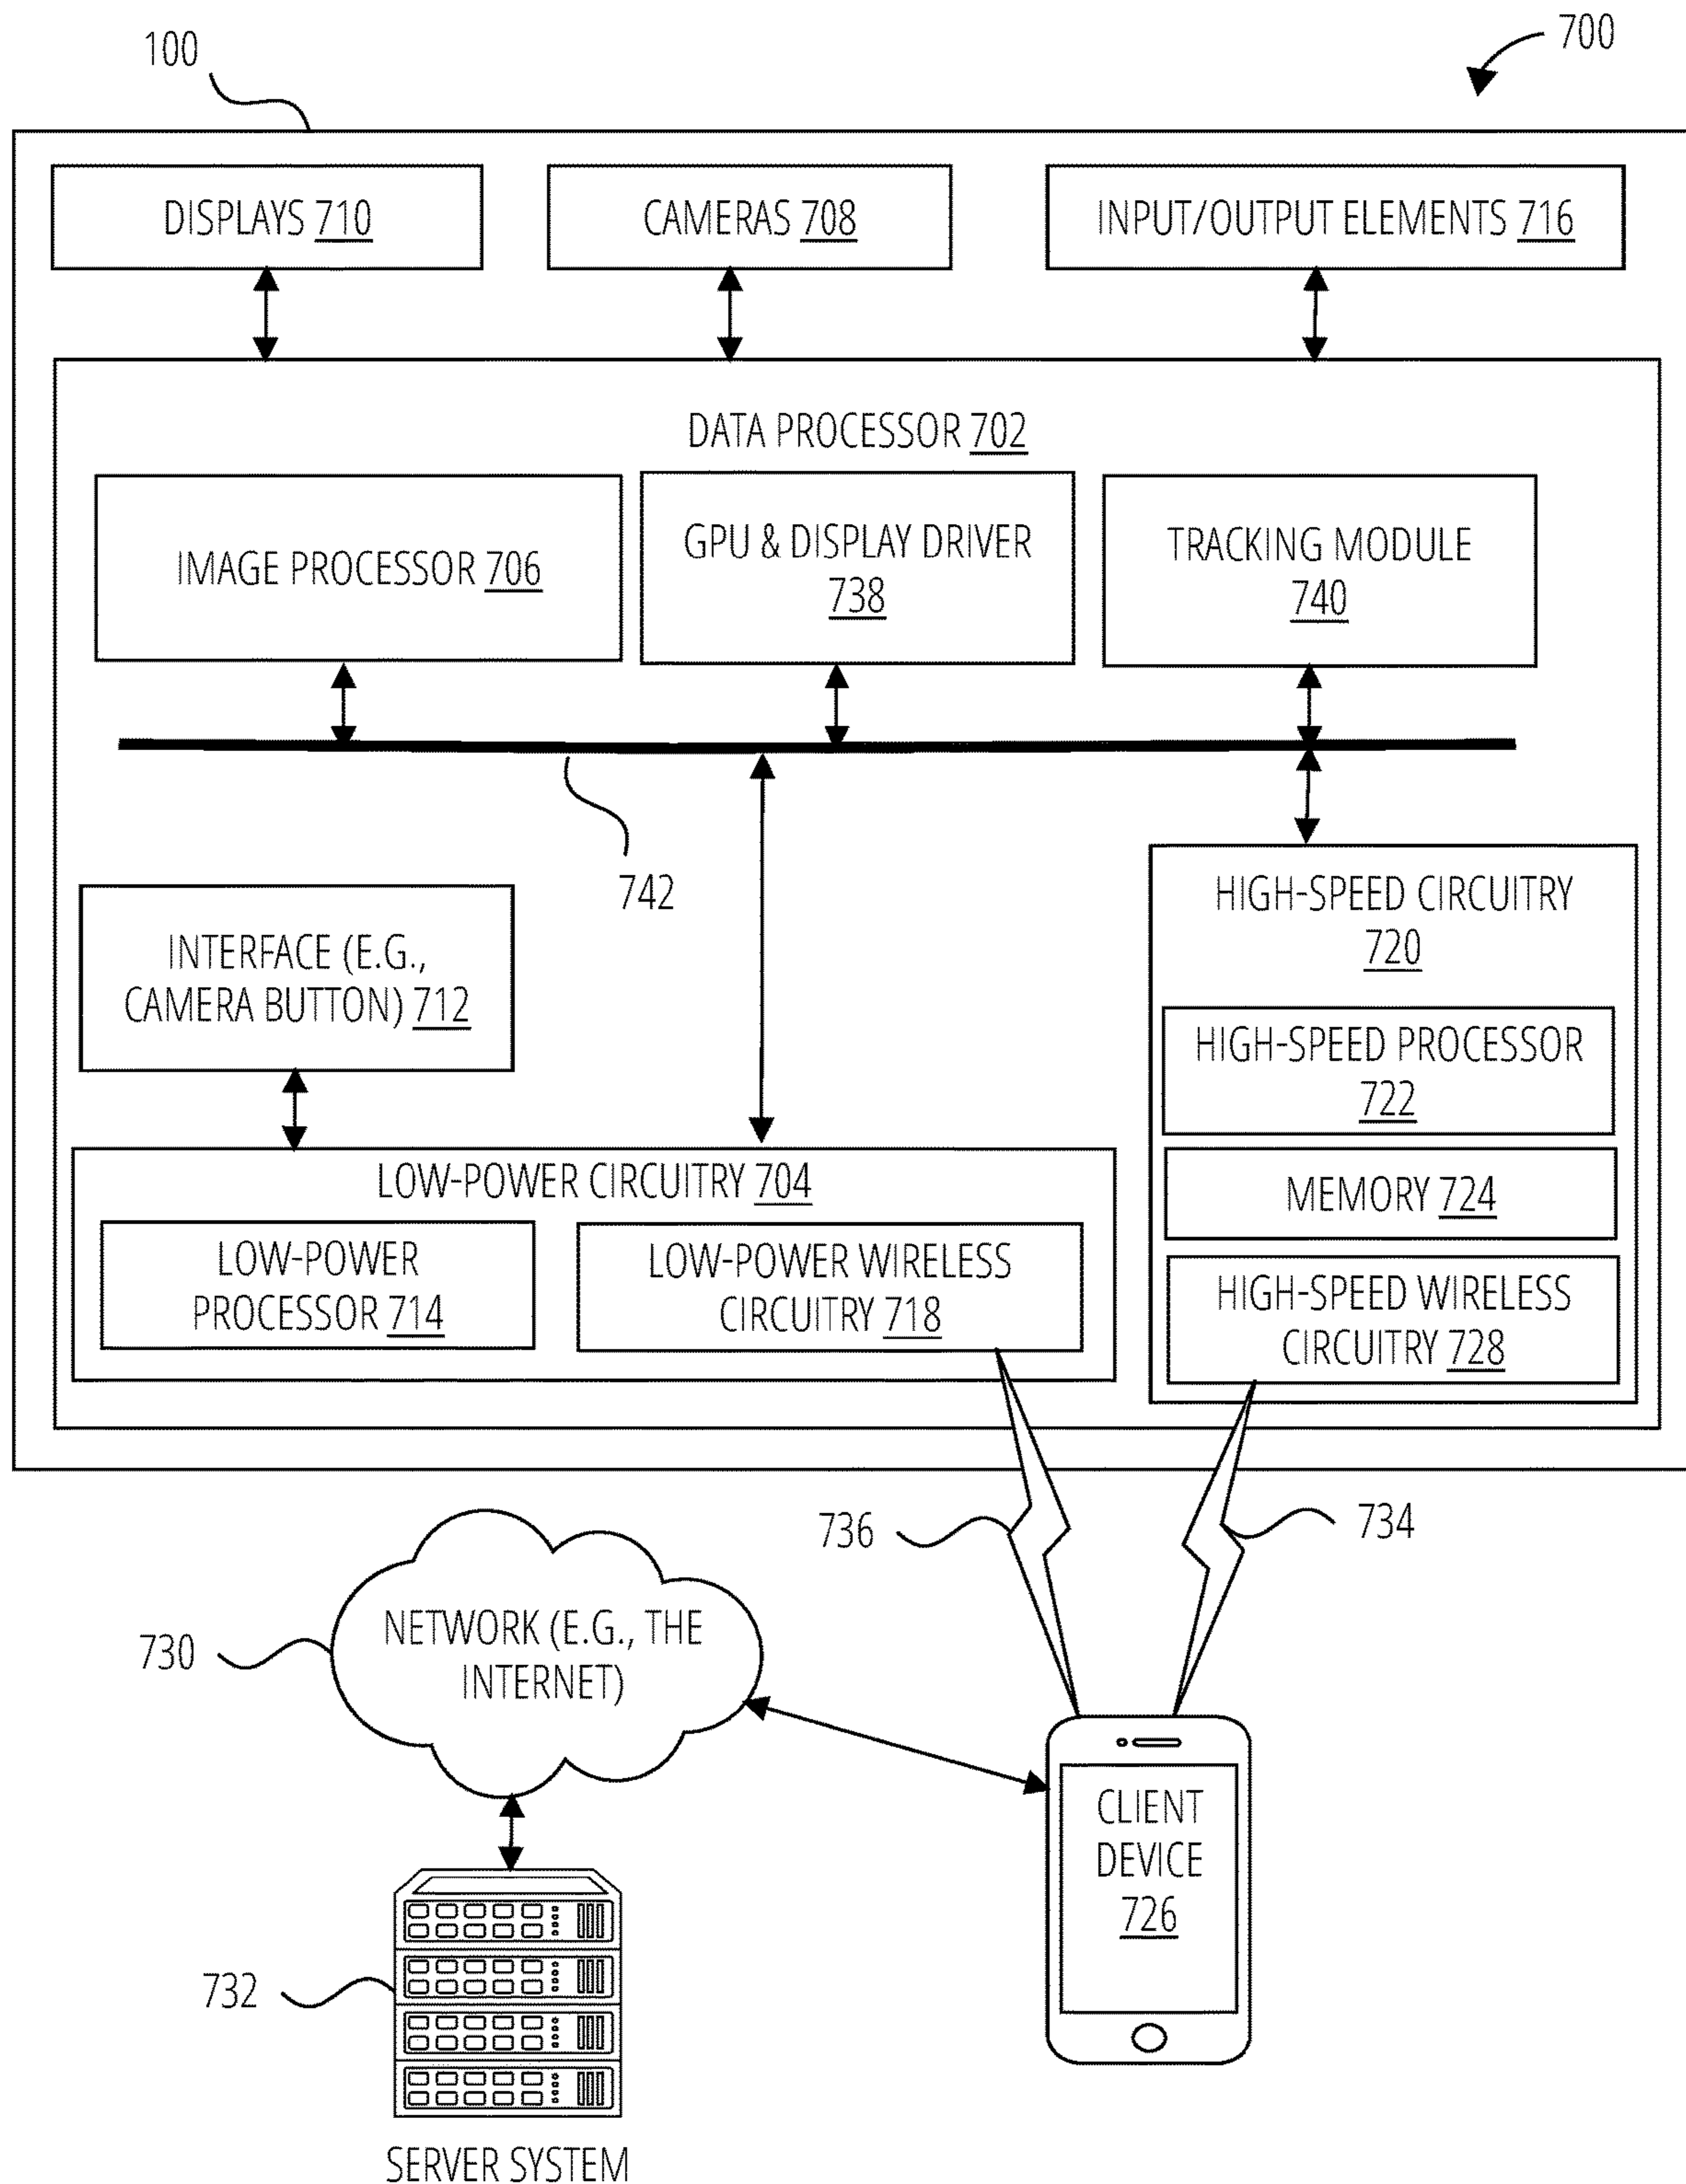 100
700
DISPLAYS 710
CAMERAS 708
INPUT/OUTPUT ELEMENTS 716
DATA PROCESSOR 702
IMAGE PROCESSOR 706
GPU & DISPLAY DRIVER
738
TRACKING MODULE
740
742
INTERFACE (E.G.,
CAMERA BUTTON) 712
HIGH-SPEED CIRCUITRY
720
HIGH-SPEED PROCESSOR
722
MEMORY 724
HIGH-SPEED WIRELESS
CIRCUITRY 728
LOW-POWER CIRCUITRY 704
LOW-POWER
PROCESSOR 714
LOW-POWER WIRELESS
CIRCUITRY 718
736
734
730
NETWORK (E.G., THE
INTERNET)
CLIENT
DEVICE
726
732
SERVER SYSTEM